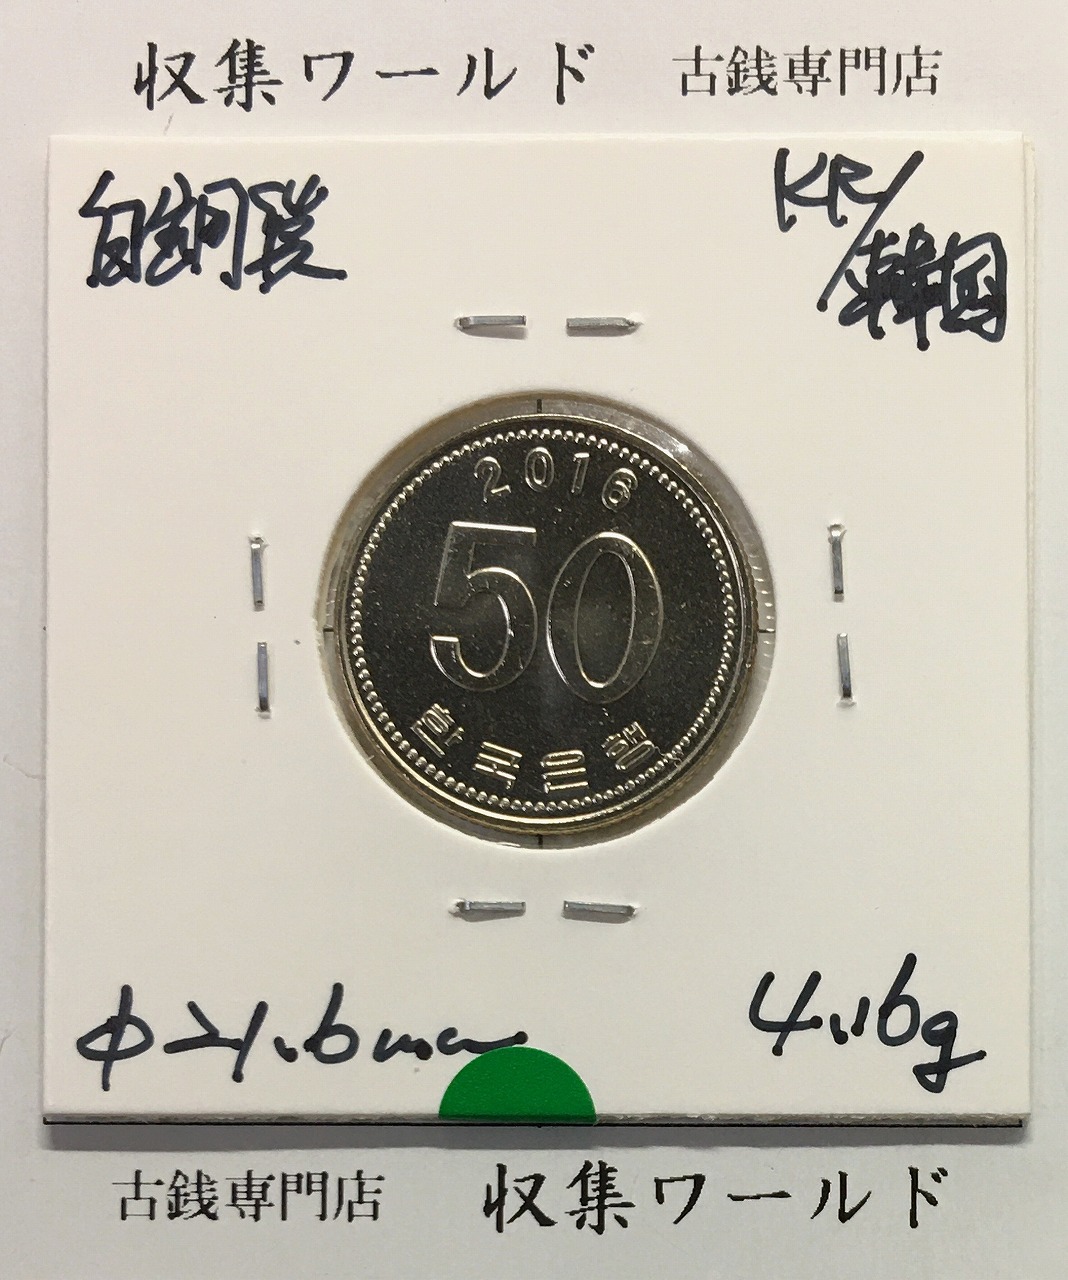 収集ワールド 古銭専門店
白銅貨
KR/
韓国
2016
50
한국은행
φ21.6mm
4.16g
古銭専門店 収集ワールド